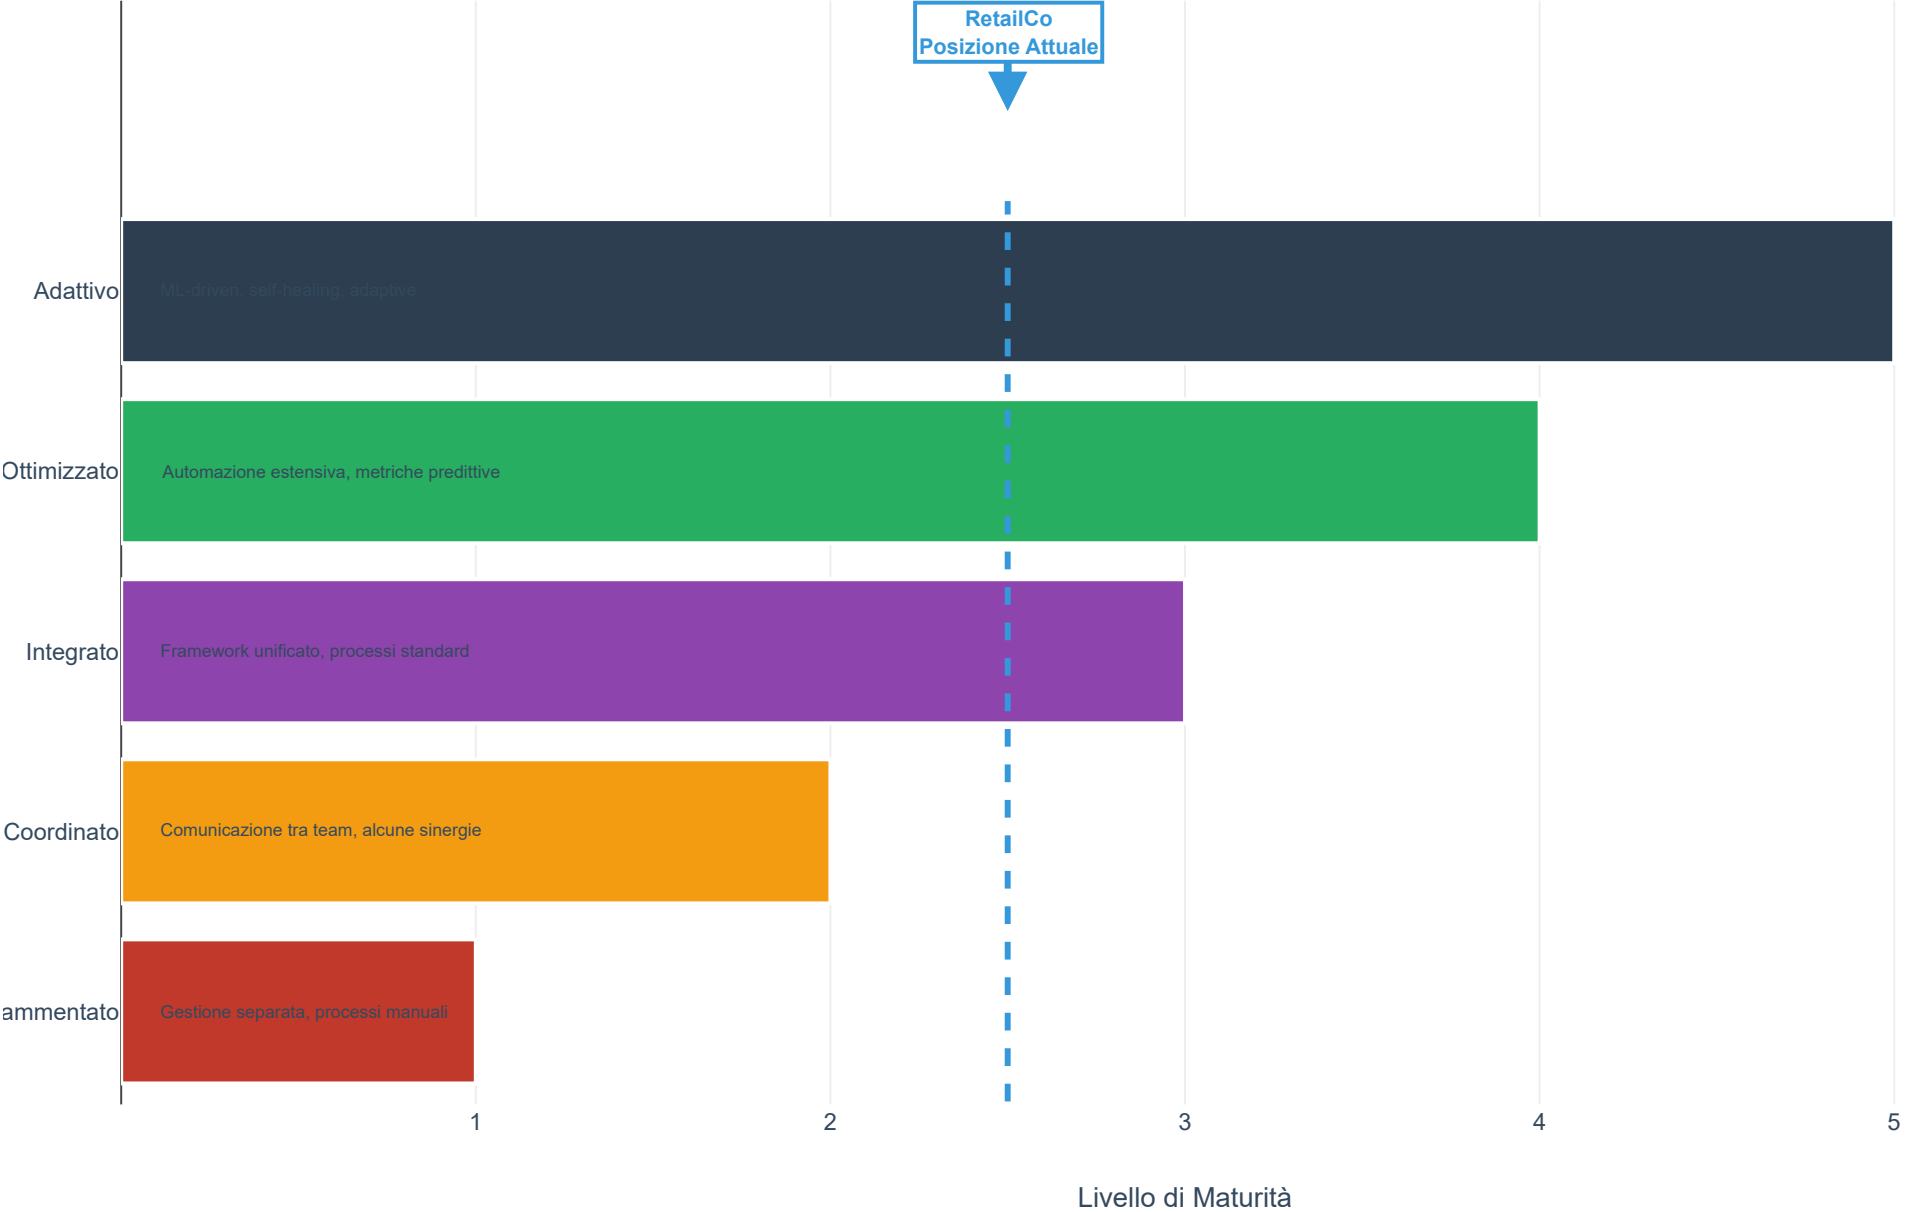 RetailCo
Posizione Attuale
Adattivo
ML-driven, self-healing, adaptive
Ottimizzato
Automazione estensiva, metriche predittive
Integrato
Framework unificato, processi standard
Coordinato
Comunicazione tra team, alcune sinergie
ammentato
Gestione separata, processi manuali
1 2 3 4 5
Livello di Maturità